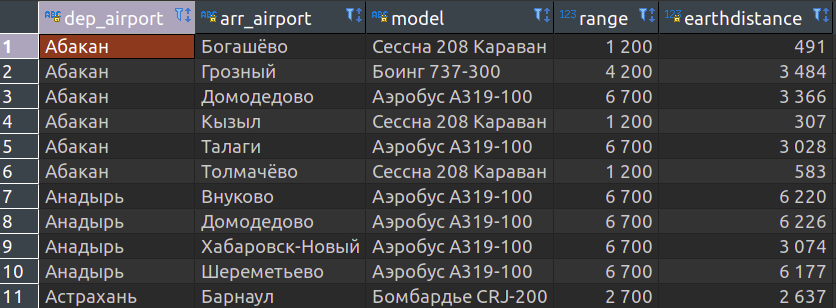 ABC dep_airport ABC arr_airport ABC model 123 range 123 earthdistance
1 Абакан Богашёво Сессна 208 Караван 1 200 491
2 Абакан Грозный Боинг 737-300 4 200 3 484
3 Абакан Домодедово Аэробус A319-100 6 700 3 366
4 Абакан Кызыл Сессна 208 Караван 1 200 307
5 Абакан Талаги Аэробус A319-100 6 700 3 028
6 Абакан Толмачёво Сессна 208 Караван 1 200 583
7 Анадырь Внуково Аэробус A319-100 6 700 6 220
8 Анадырь Домодедово Аэробус A319-100 6 700 6 226
9 Анадырь Хабаровск-Новый Аэробус A319-100 6 700 3 074
10 Анадырь Шереметьево Аэробус A319-100 6 700 6 177
11 Астрахань Барнаул Бомбардье CRJ-200 2 700 2 637